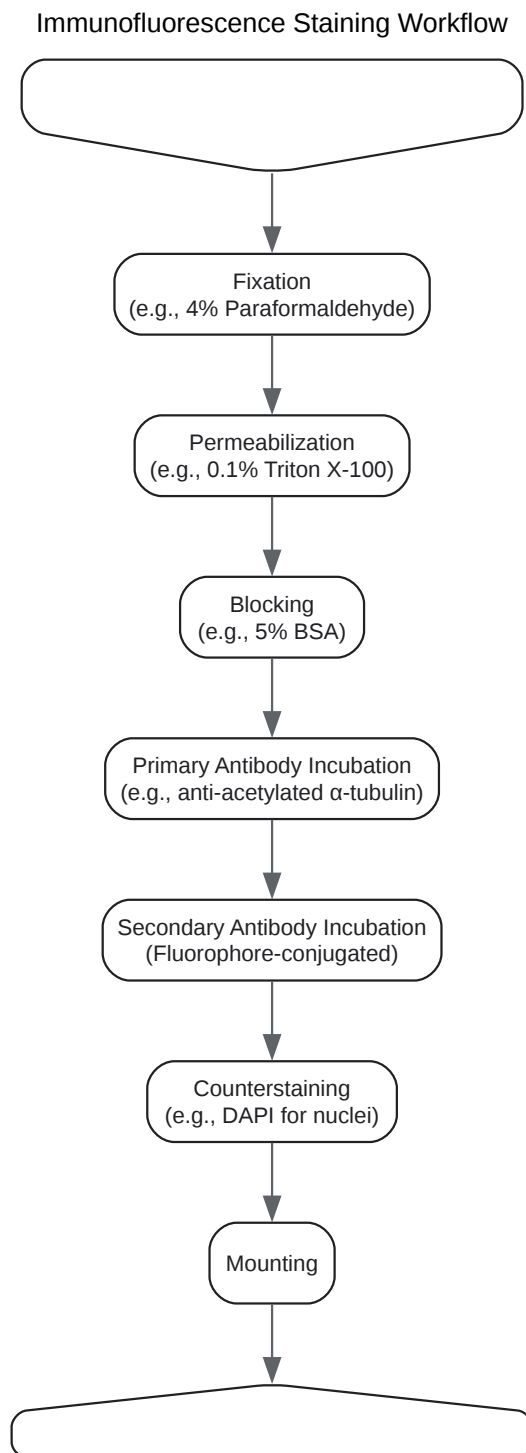 Immunofluorescence Staining Workflow
Fixation
(e.g., 4% Paraformaldehyde)
Permeabilization
(e.g., 0.1% Triton X-100)
Blocking
(e.g., 5% BSA)
Primary Antibody Incubation
(e.g., anti-acetylated α-tubulin)
Secondary Antibody Incubation
(Fluorophore-conjugated)
Counterstaining
(e.g., DAPI for nuclei)
Mounting